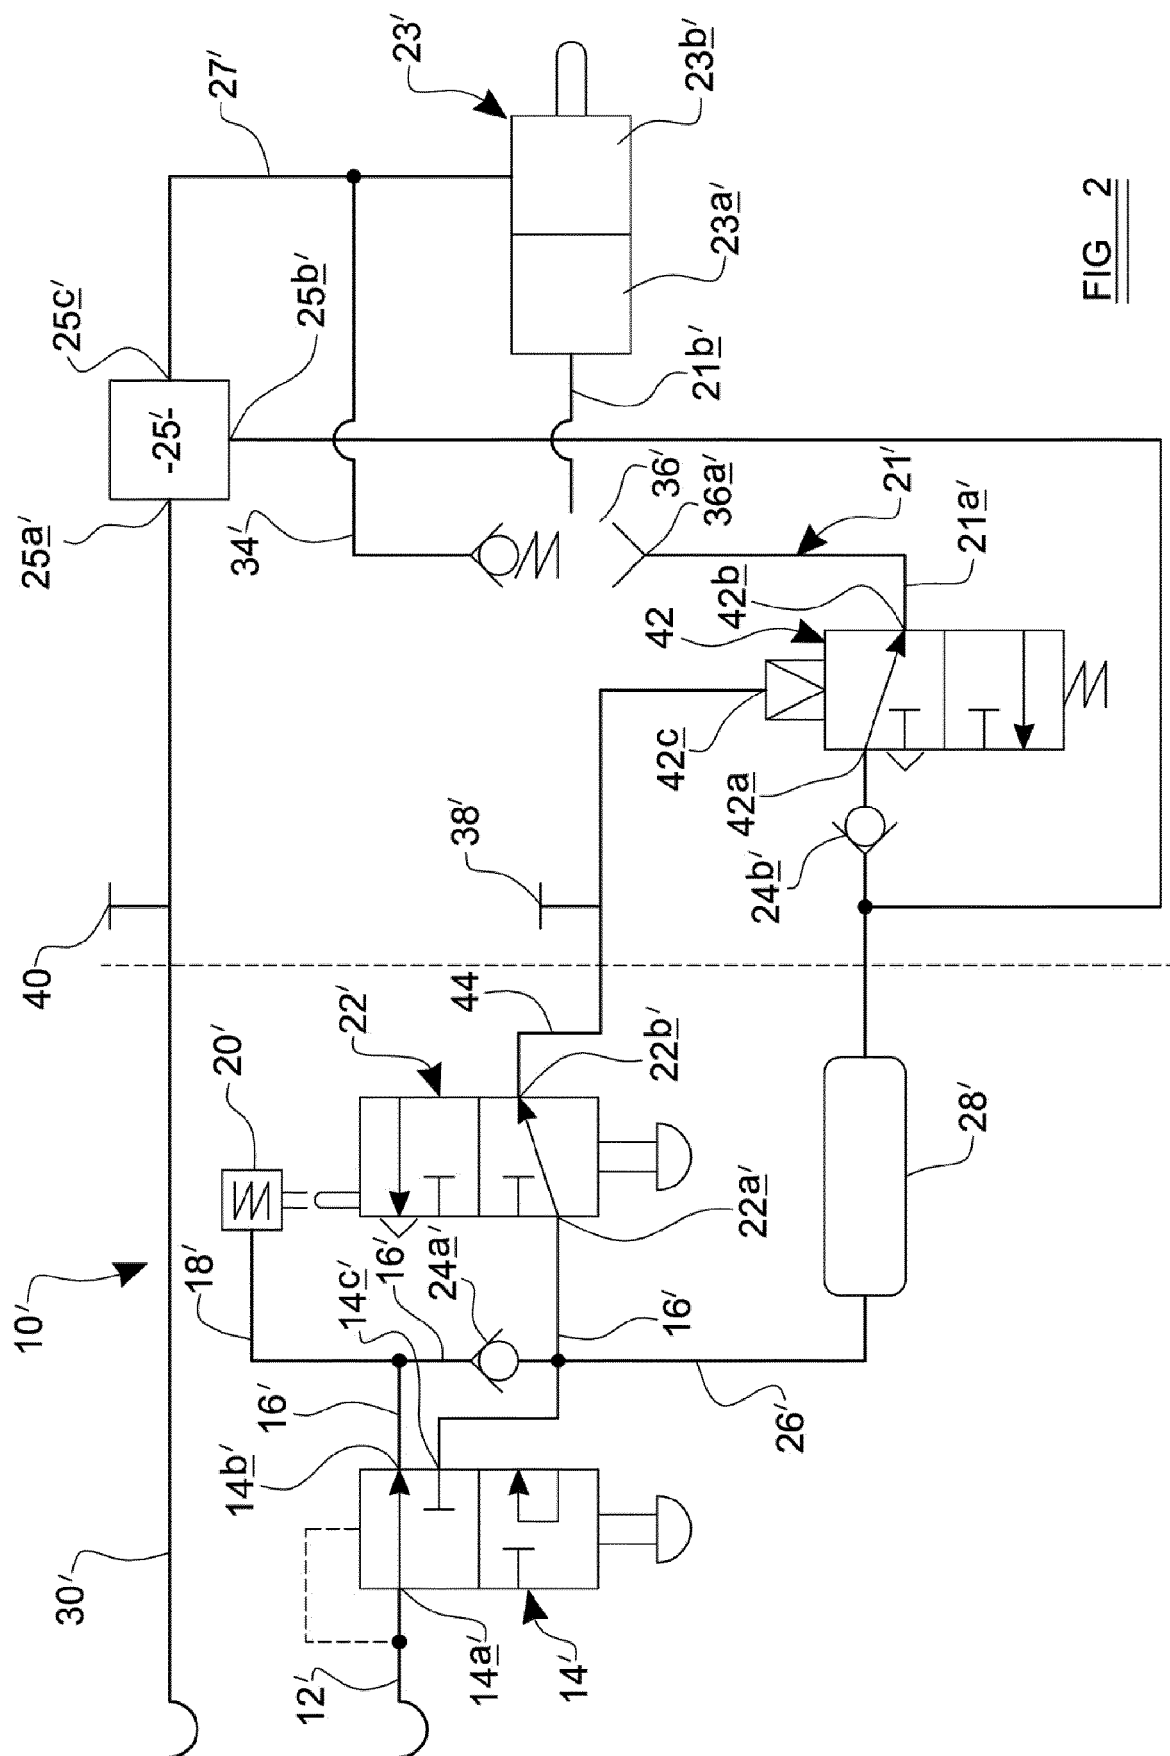 10′
30′
40
25a′
25c′
27′
-25′-
23′
25b′
34′
23b′
23a′
21b′
36′
36a′
18′
20′
22′
44
38′
12′
14a′
14′
14b′
16′
14c′
16′
24a′
16′
22a′
22b′
26′
28′
24b′
42a
42c
42
42b
21′
21a′
FIG 2